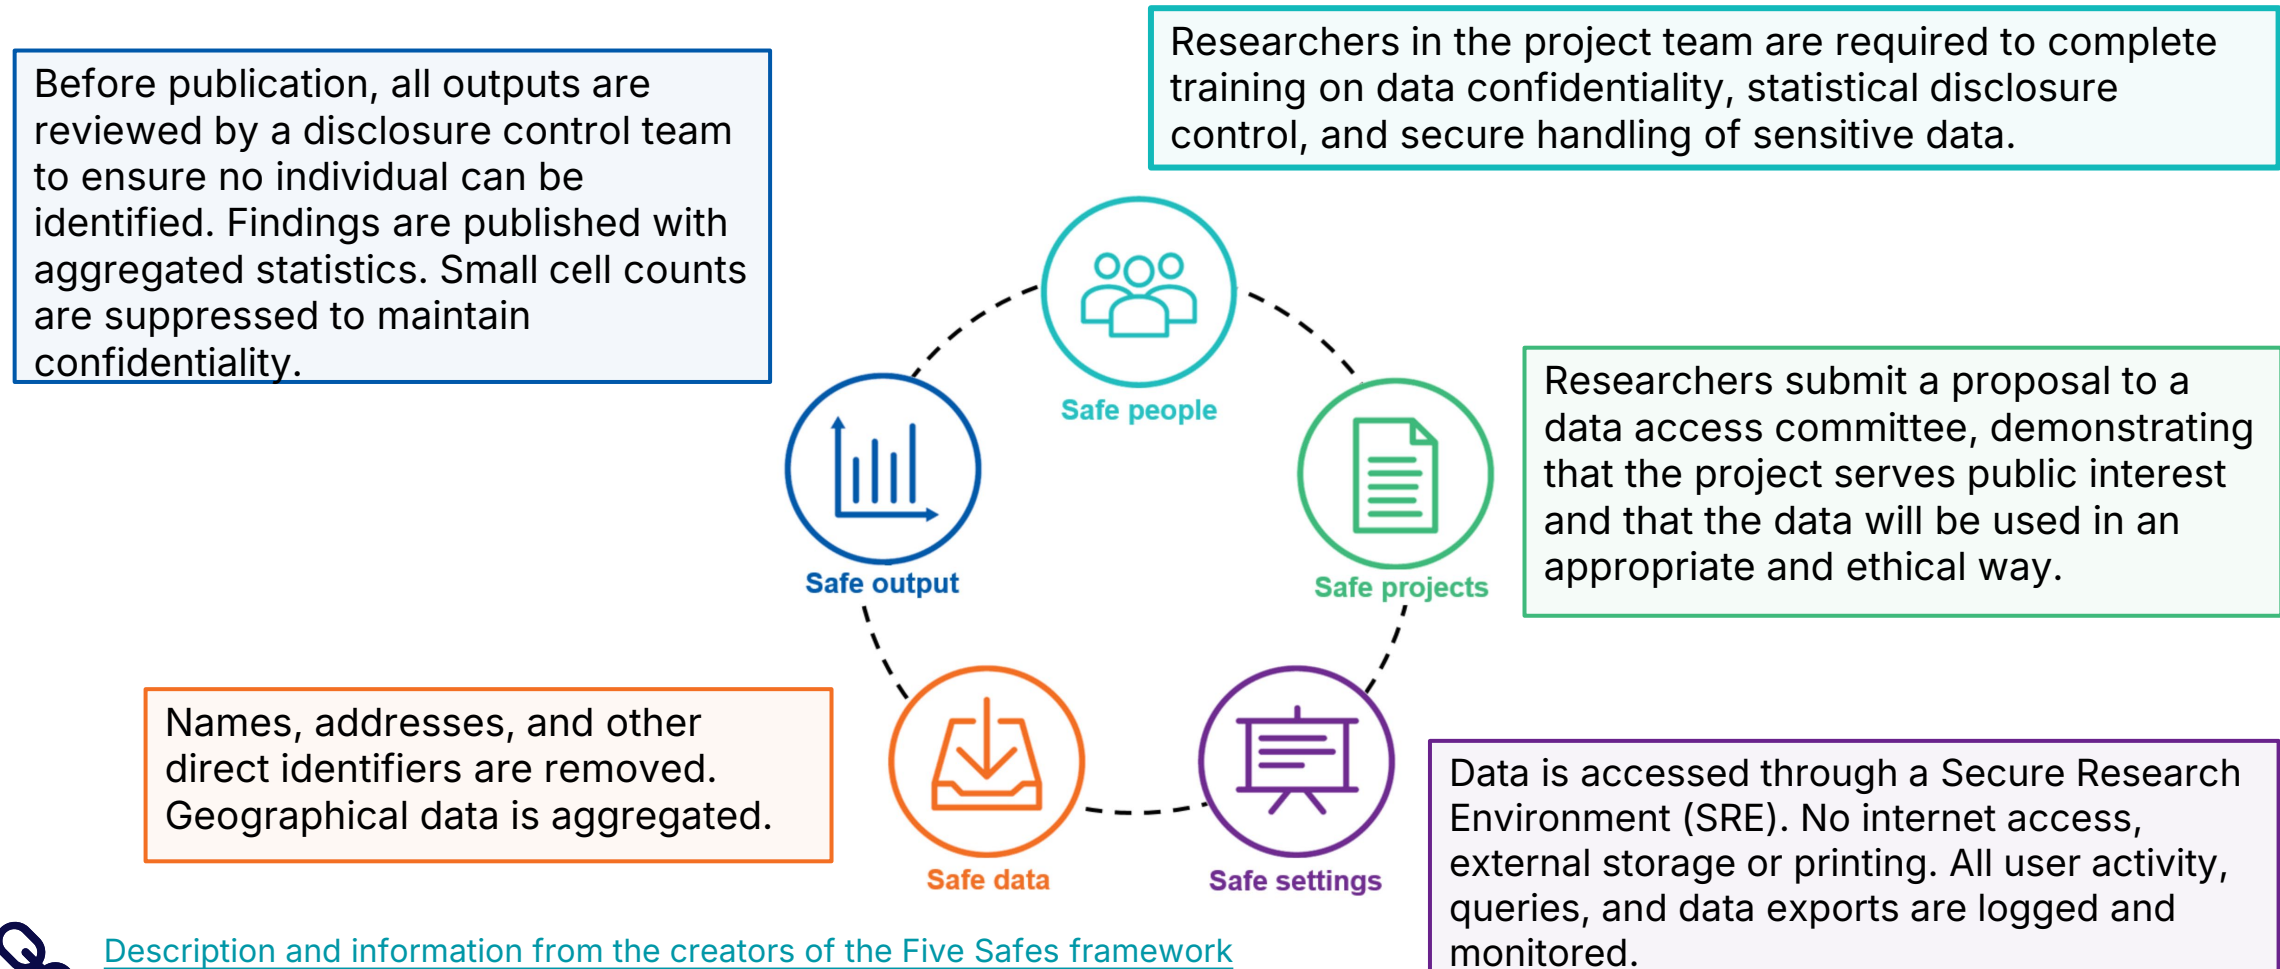 Before publication, all outputs are
reviewed by a disclosure control team
to ensure no individual can be
identified. Findings are published with
aggregated statistics. Small cell counts
are suppressed to maintain
confidentiality.
Researchers in the project team are required to complete
training on data confidentiality, statistical disclosure
control, and secure handling of sensitive data.
Safe people
Researchers submit a proposal to a
data access committee, demonstrating
that the project serves public interest
and that the data will be used in an
appropriate and ethical way.
Safe output
Safe projects
Names, addresses, and other
direct identifiers are removed.
Geographical data is aggregated.
Safe data
Safe settings
Data is accessed through a Secure Research
Environment (SRE). No internet access,
external storage or printing. All user activity,
queries, and data exports are logged and
monitored.
Description and information from the creators of the Five Safes framework